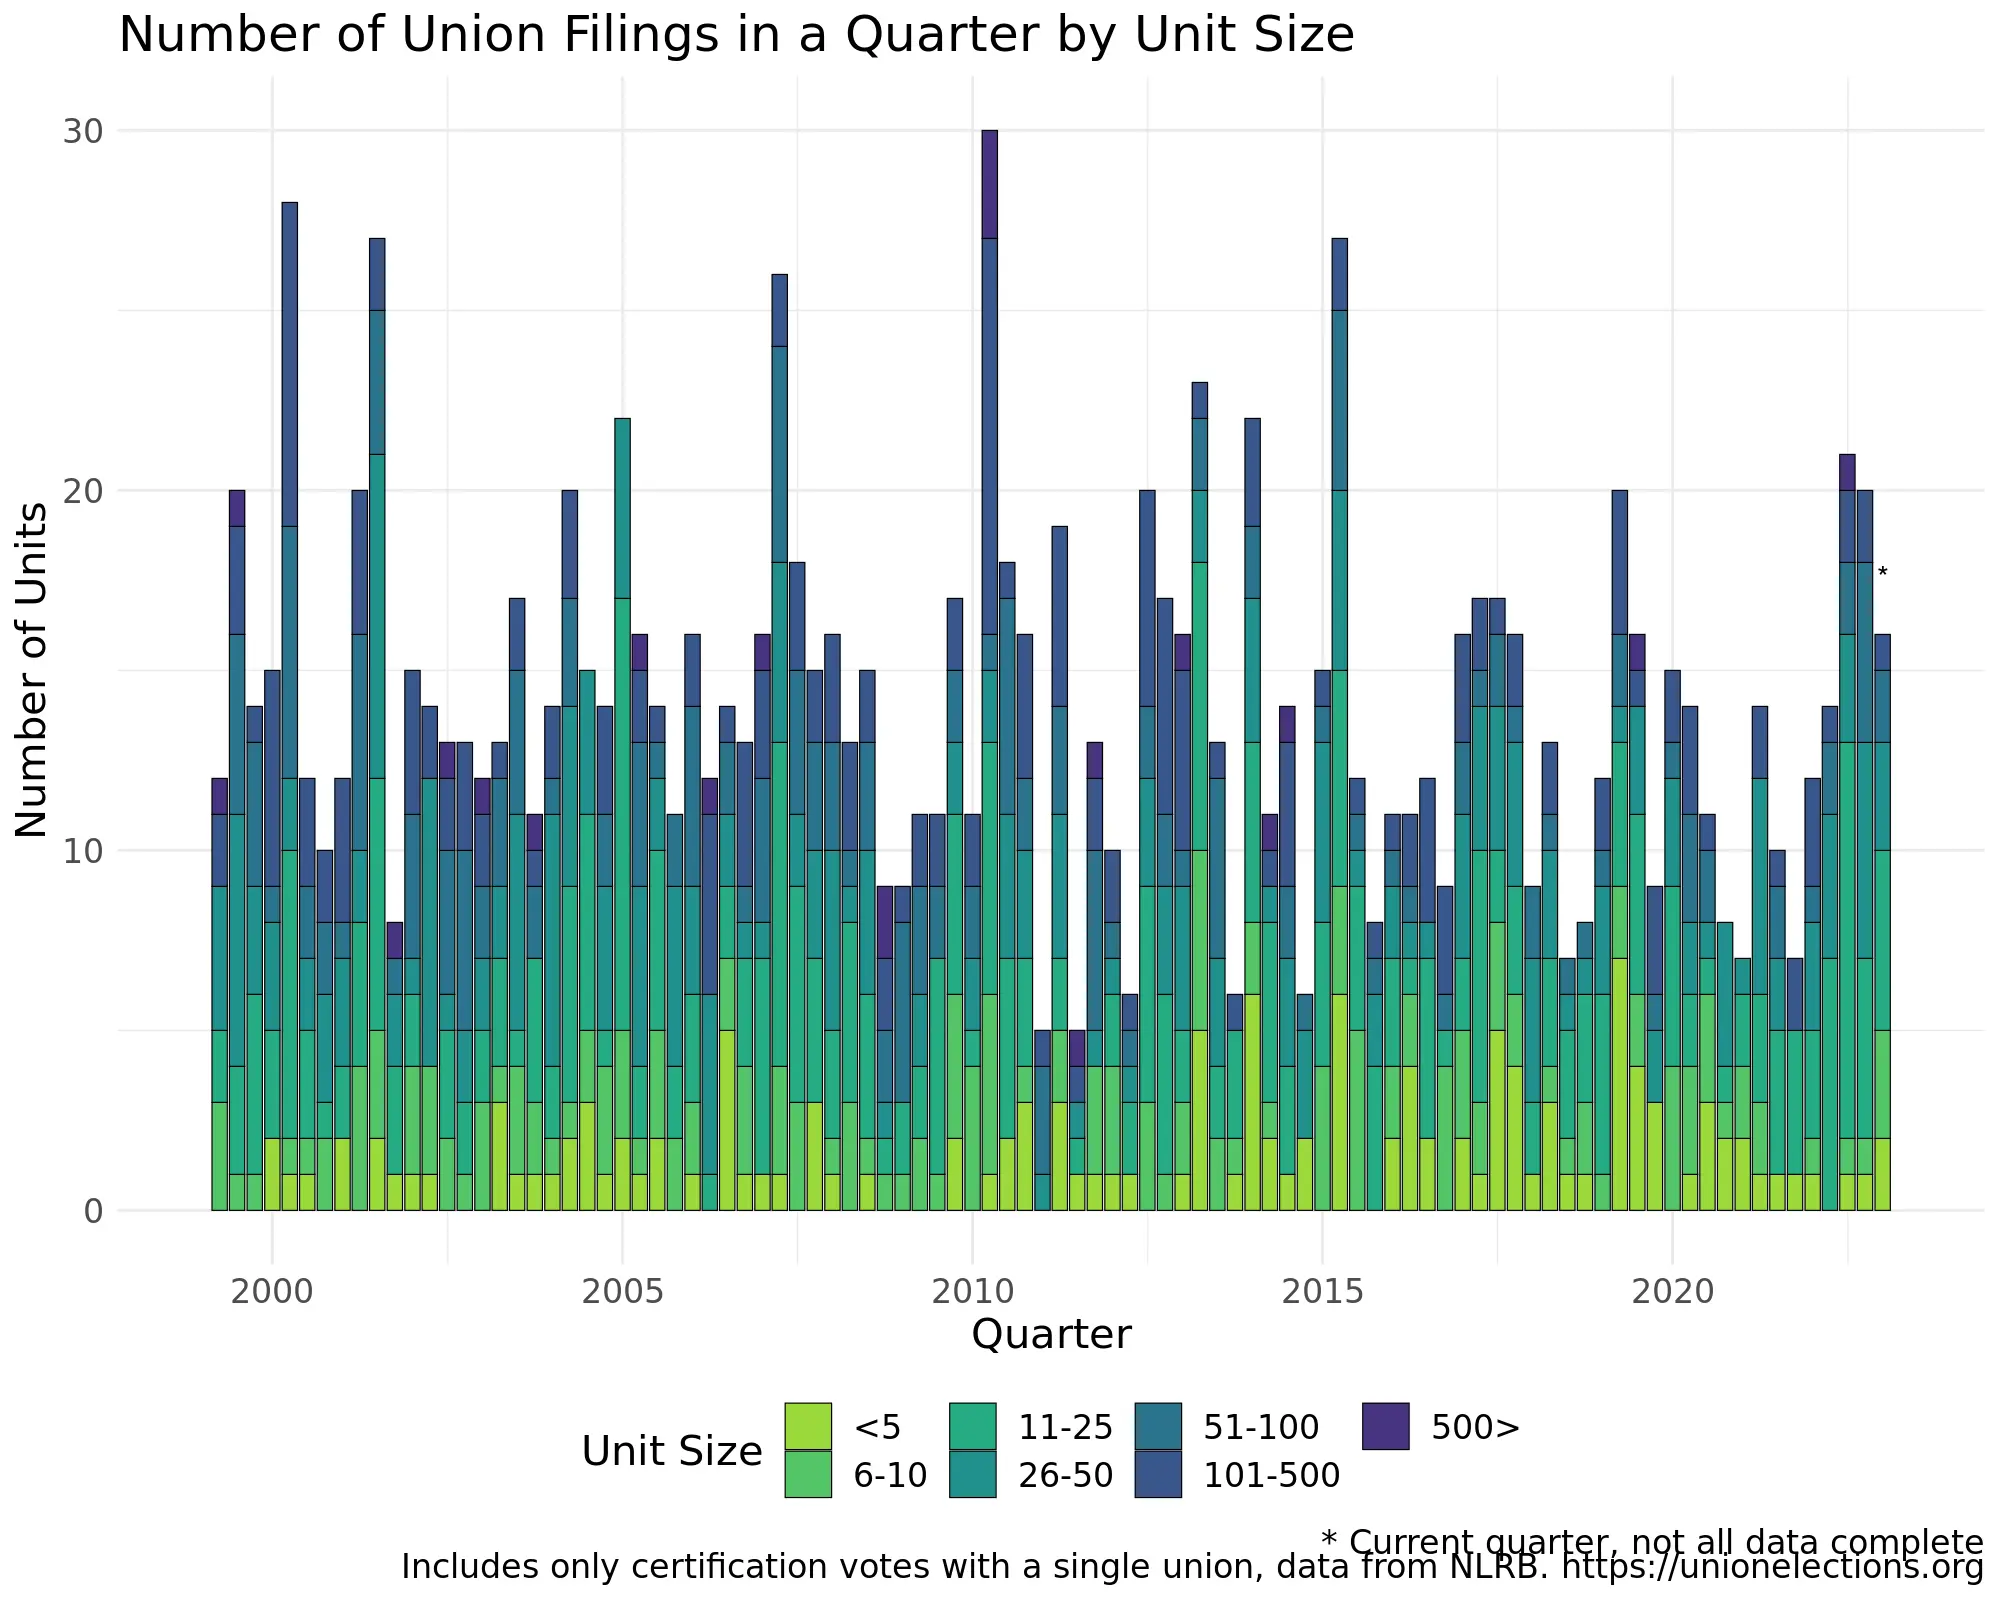 Number of Union Filings in a Quarter by Unit Size
Number of Units
30
20
10
0
*
2000 2005 2010 2015 2020
Quarter
Unit Size
<5 11-25 51-100 500>
6-10 26-50 101-500
* Current quarter, not all data complete
Includes only certification votes with a single union, data from NLRB. https://unionelections.org